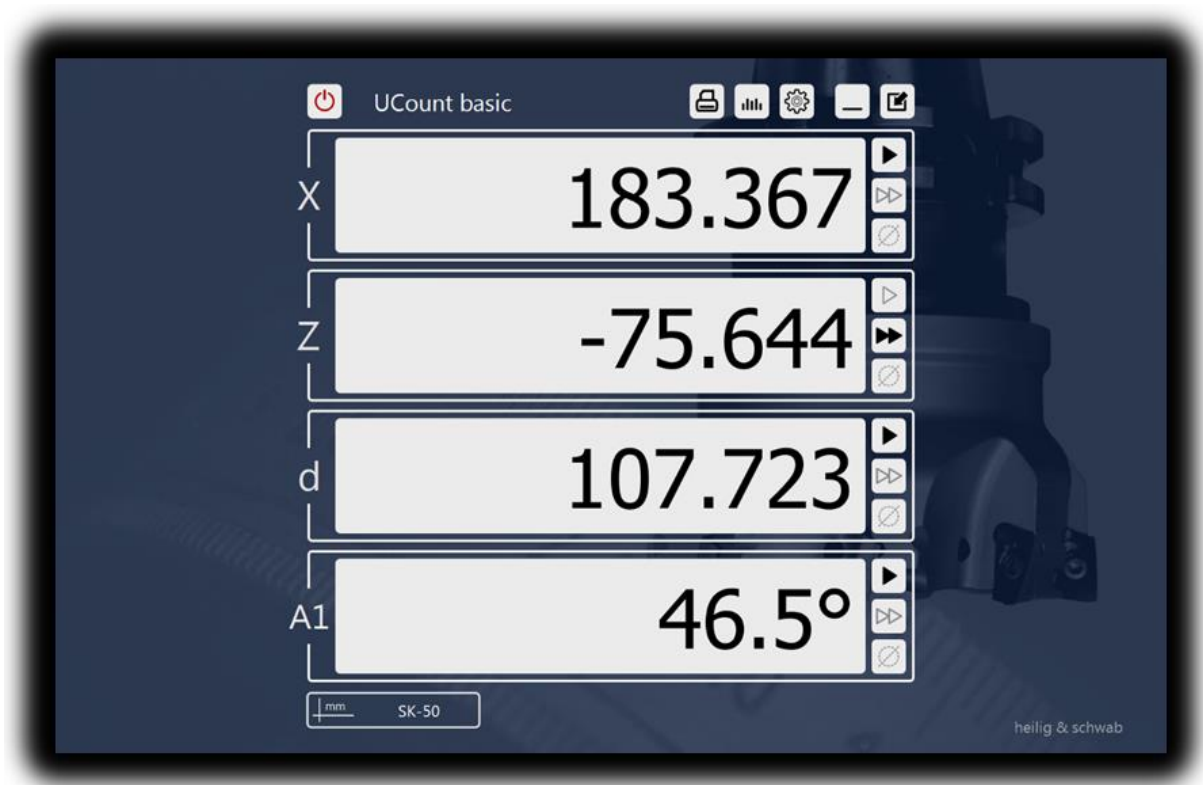 UCount basic
X
183.367
Z
-75.644
d
107.723
A1
46.5°
mm
SK-50
heilig & schwab